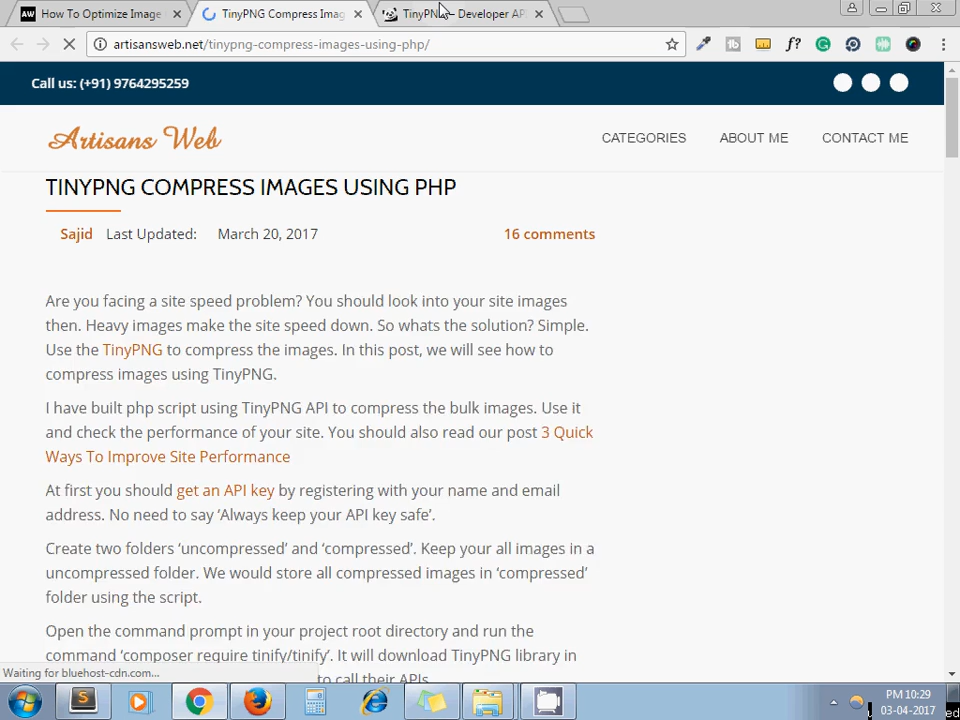 How To Optimize Image
TinyPNG Compress Imag
TinyPNG – Developer API
artisansweb.net/tinypng-compress-images-using-php/
Call us: (+91) 9764295259
Artisans Web
CATEGORIES ABOUT ME CONTACT ME
TINYPNG COMPRESS IMAGES USING PHP
Sajid Last Updated: March 20, 2017 16 comments
Are you facing a site speed problem? You should look into your site images
then. Heavy images make the site speed down. So whats the solution? Simple.
Use the TinyPNG to compress the images. In this post, we will see how to
compress images using TinyPNG.
I have built php script using TinyPNG API to compress the bulk images. Use it
and check the performance of your site. You should also read our post 3 Quick
Ways To Improve Site Performance
At first you should get an API key by registering with your name and email
address. No need to say ‘Always keep your API key safe’.
Create two folders ‘uncompressed’ and ‘compressed’. Keep your all images in a
uncompressed folder. We would store all compressed images in ‘compressed’
folder using the script.
Open the command prompt in your project root directory and run the
command ‘composer require tinify/tinify’. It will download TinyPNG library in
to call their APIs.
Waiting for bluehost-cdn.com...
PM 10:29
03-04-2017